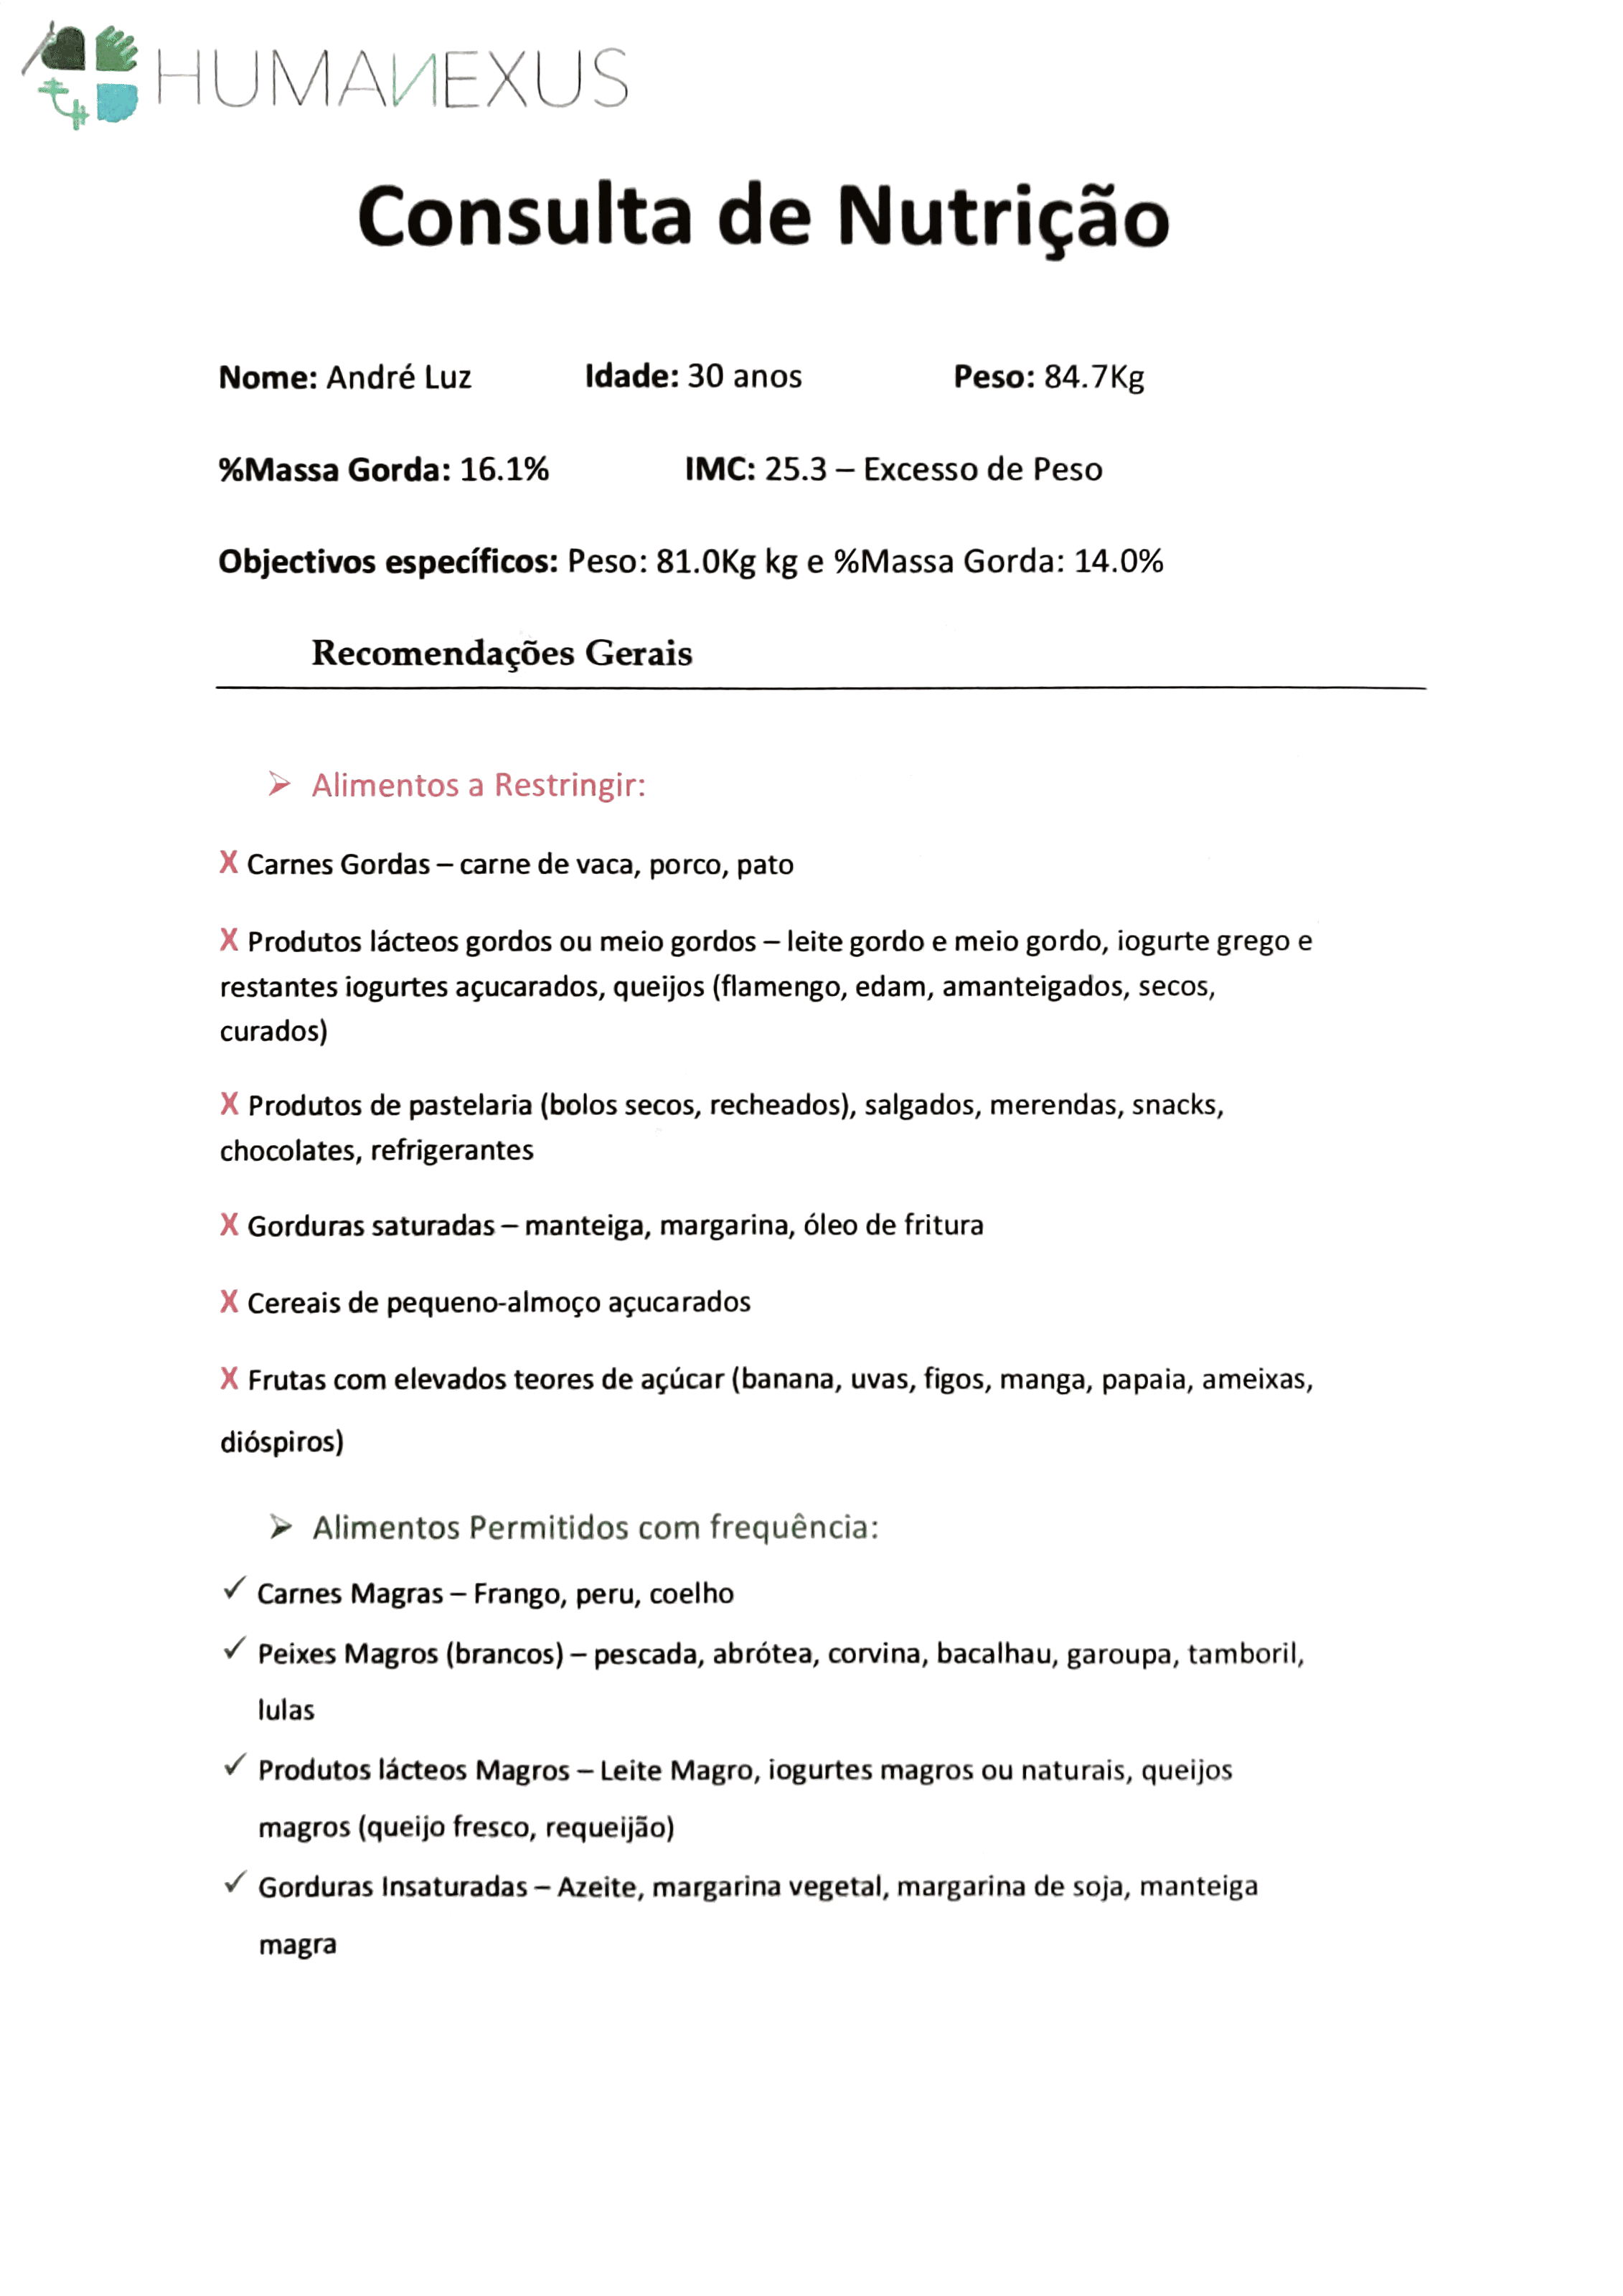 HUMANEXUS
Consulta de Nutrição
Nome: André Luz Idade: 30 anos Peso: 84.7Kg
%Massa Gorda: 16.1% IMC: 25.3 – Excesso de Peso
Objectivos específicos: Peso: 81.0Kg kg e %Massa Gorda: 14.0%
Recomendações Gerais
➢ Alimentos a Restringir:
X Carnes Gordas – carne de vaca, porco, pato
X Produtos lácteos gordos ou meio gordos – leite gordo e meio gordo, iogurte grego e
restantes iogurtes açucarados, queijos (flamengo, edam, amanteigados, secos,
curados)
X Produtos de pastelaria (bolos secos, recheados), salgados, merendas, snacks,
chocolates, refrigerantes
X Gorduras saturadas – manteiga, margarina, óleo de fritura
X Cereais de pequeno-almoço açucarados
X Frutas com elevados teores de açúcar (banana, uvas, figos, manga, papaia, ameixas,
dióspiros)
➢ Alimentos Permitidos com frequência:
✓ Carnes Magras – Frango, peru, coelho
✓ Peixes Magros (brancos) – pescada, abrótea, corvina, bacalhau, garoupa, tamboril,
lulas
✓ Produtos lácteos Magros – Leite Magro, iogurtes magros ou naturais, queijos
magros (queijo fresco, requeijão)
✓ Gorduras Insaturadas – Azeite, margarina vegetal, margarina de soja, manteiga
magra